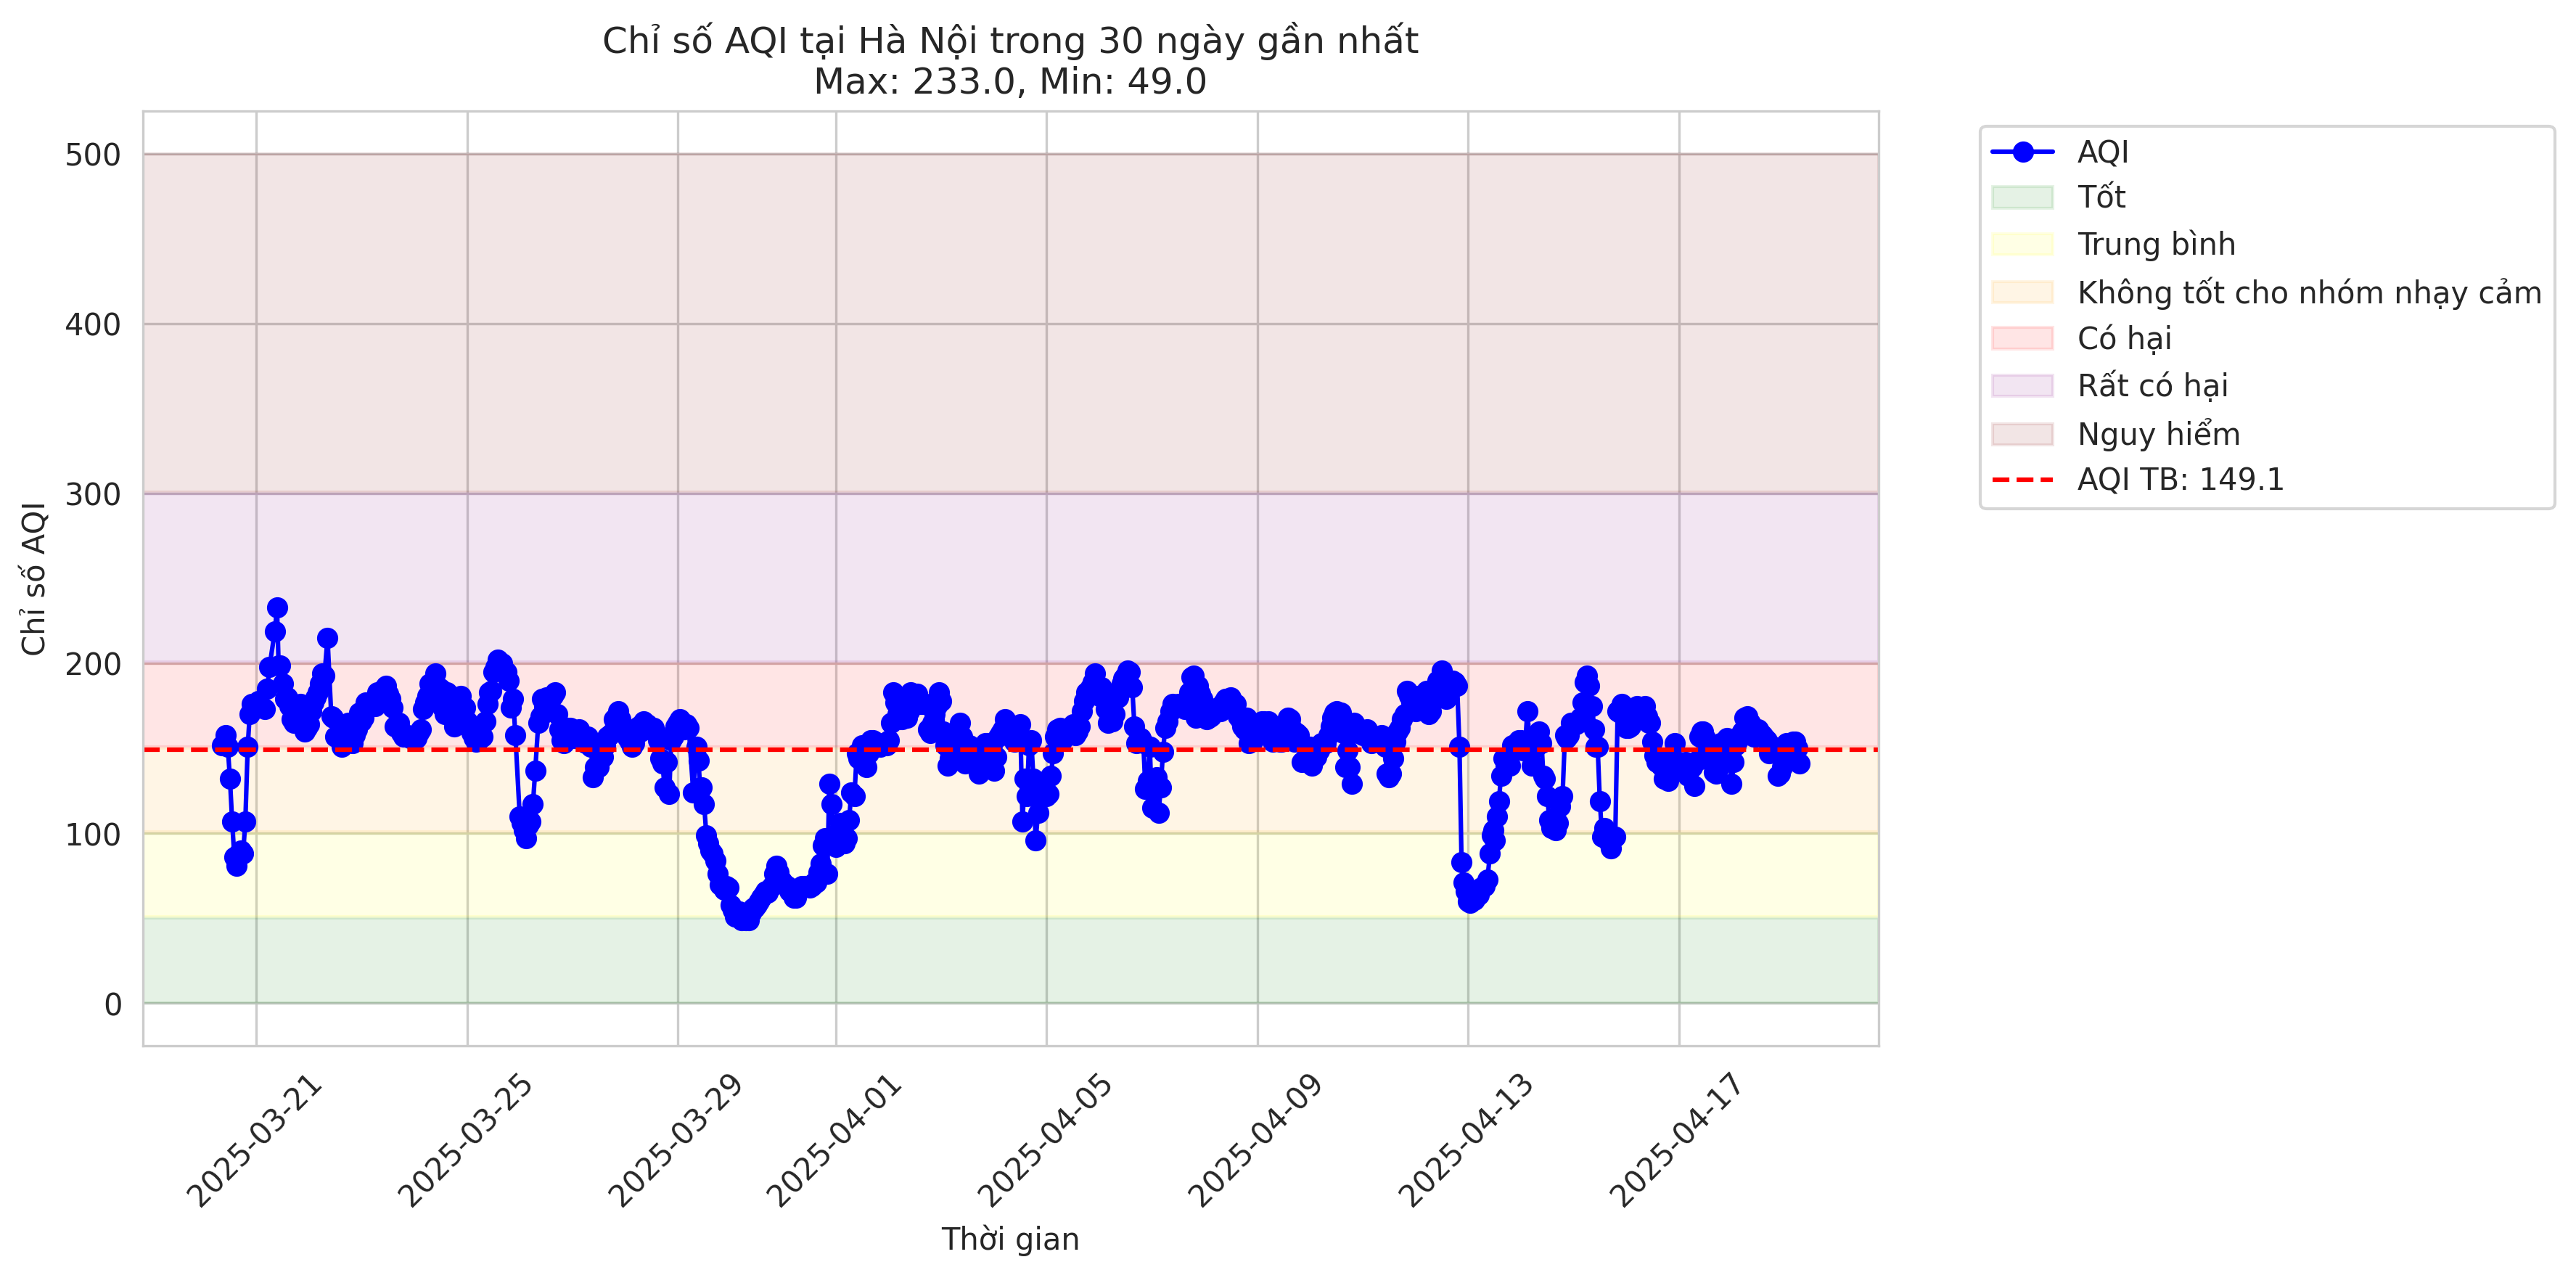 Chỉ số AQI tại Hà Nội trong 30 ngày gần nhất
Max: 233.0, Min: 49.0
Chỉ số AQI
500
400
300
200
100
0
2025-03-21
2025-03-25
2025-03-29
2025-04-01
2025-04-05
2025-04-09
2025-04-13
2025-04-17
Thời gian
AQI
Tốt
Trung bình
Không tốt cho nhóm nhạy cảm
Có hại
Rất có hại
Nguy hiểm
AQI TB: 149.1